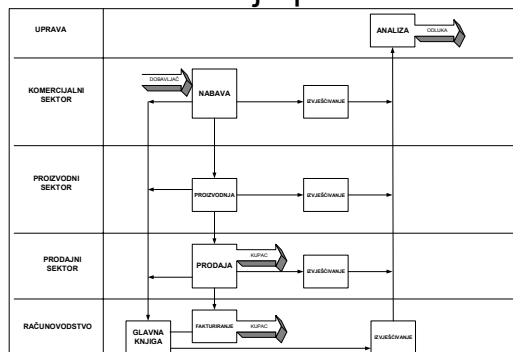 UPRAVA
ANALIZA
ODLUKA
KOMERCIJALNI
SEKTOR
DOBAVLJAČ
NABAVA
IZVJEŠĆIVANJE
PROIZVODNI
SEKTOR
PROIZVODNJA
IZVJEŠĆIVANJE
PRODAJNI
SEKTOR
PRODAJA
KUPAC
IZVJEŠĆIVANJE
RAČUNOVODSTVO
GLAVNA
KNJIGA
FAKTURIRANJE
KUPAC
IZVJEŠĆIVANJE